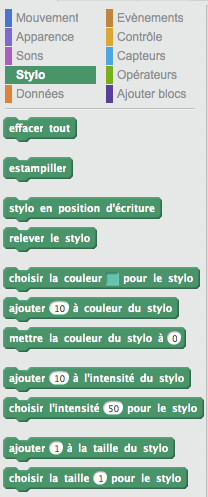 Mouvement Evènements
Apparence Contrôle
Sons Capteurs
Stylo Opérateurs
Données Ajouter blocs
effacer tout
estampiller
stylo en position d'écriture
relever le stylo
choisir la couleur pour le stylo
ajouter 10 à couleur du stylo
mettre la couleur du stylo à 0
ajouter 10 à l'intensité du stylo
choisir l'intensité 50 pour le stylo
ajouter 1 à la taille du stylo
choisir la taille 1 pour le stylo